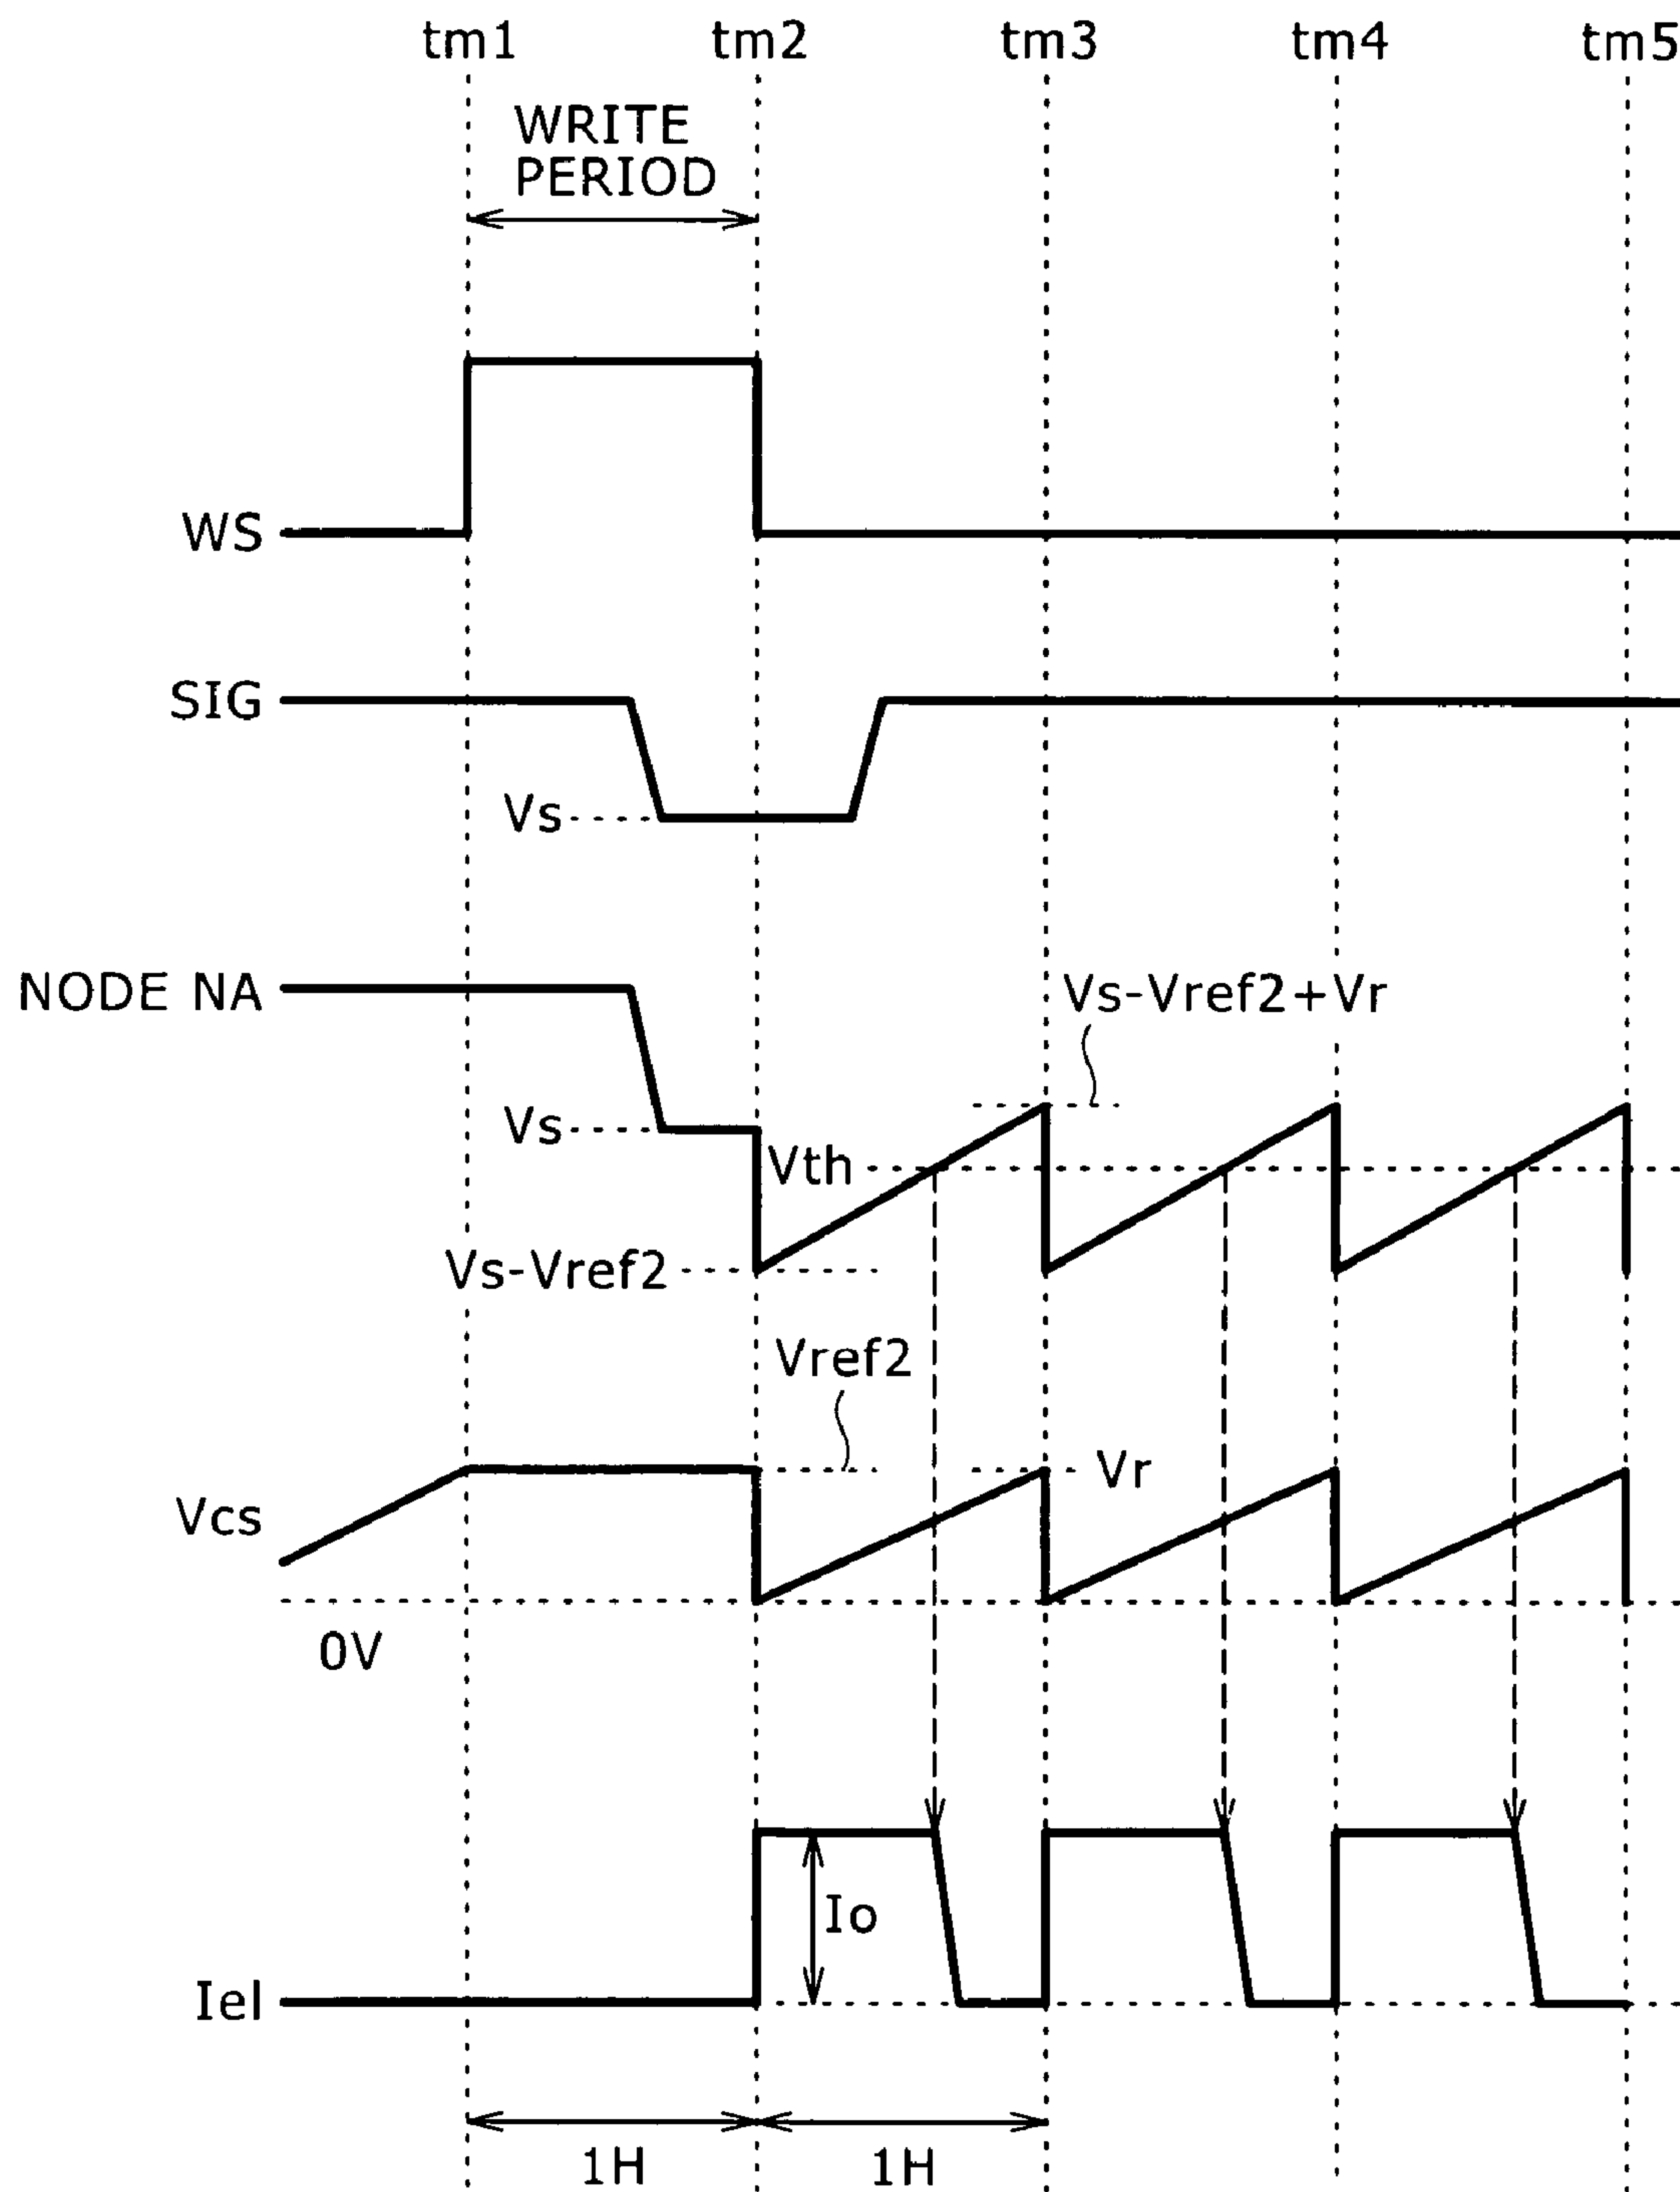 tm1 tm2 tm3 tm4 tm5
WRITE
PERIOD
WS
SIG
Vs
NODE NA
Vs-Vref2+Vr
Vs
Vth
Vs-Vref2
Vref2
Vr
Vcs
0V
Io
Iel
1H 1H